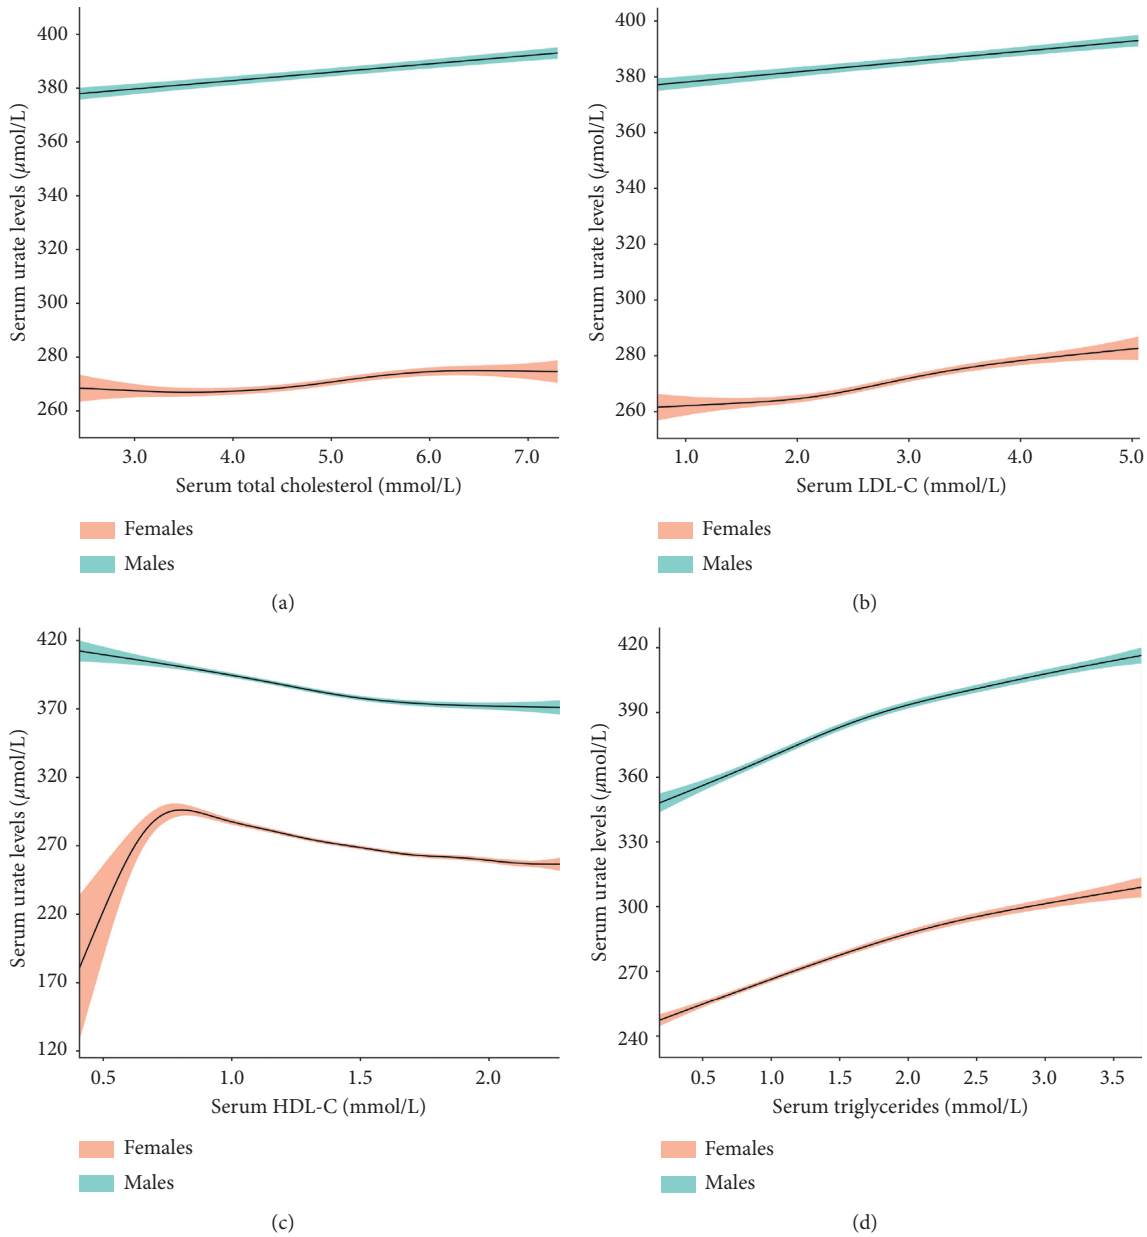 Serum urate levels (μmol/L)
400
380
360
340
320
300
270
260
3.0 4.0 5.0 6.0 7.0
Serum total cholesterol (mmol/L)
Females
Males
(a)
Serum urate levels (μmol/L)
400
380
360
340
320
300
280
260
1.0 2.0 3.0 4.0 5.0
Serum LDL-C (mmol/L)
Females
Males
(b)
Serum urate levels (μmol/L)
420
370
320
270
220
170
120
0.5 1.0 1.5 2.0
Serum HDL-C (mmol/L)
Females
Males
(c)
Serum urate levels (μmol/L)
420
390
360
330
300
270
240
0.5 1.0 1.5 2.0 2.5 3.0 3.5
Serum triglycerides (mmol/L)
Females
Males
(d)